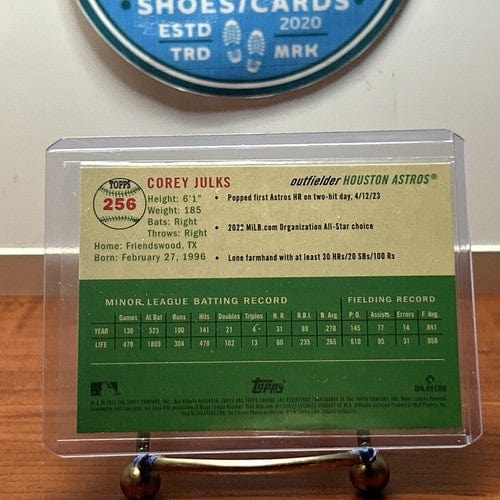 SHOES/CARDS
ESTD 2020
TRD MRK
TOPPS
256
COREY JULKS
outfielder HOUSTON ASTROS®
Height: 6'1"
Weight: 185
Bats: Right
Throws: Right
Home: Friendswood, TX
Born: February 27, 1996
• Popped first Astros HR on two-hit day, 4/12/23
• 2022 MiLB.com Organization All-Star choice
• Lone farmhand with at least 30 HRs/20 SBs/100 Rs
MINOR LEAGUE BATTING RECORD FIELDING RECORD
Games At Bat Runs Hits Doubles Triples H. R. R.B.I. B. Avg. P. O. Assists Errors F. Avg.
YEAR 130 523 100 141 21 6 31 89 .270 145 77 14 .941
LIFE 479 1809 304 479 102 13 60 235 .265 610 95 31 .958
Topps
PLAYERS